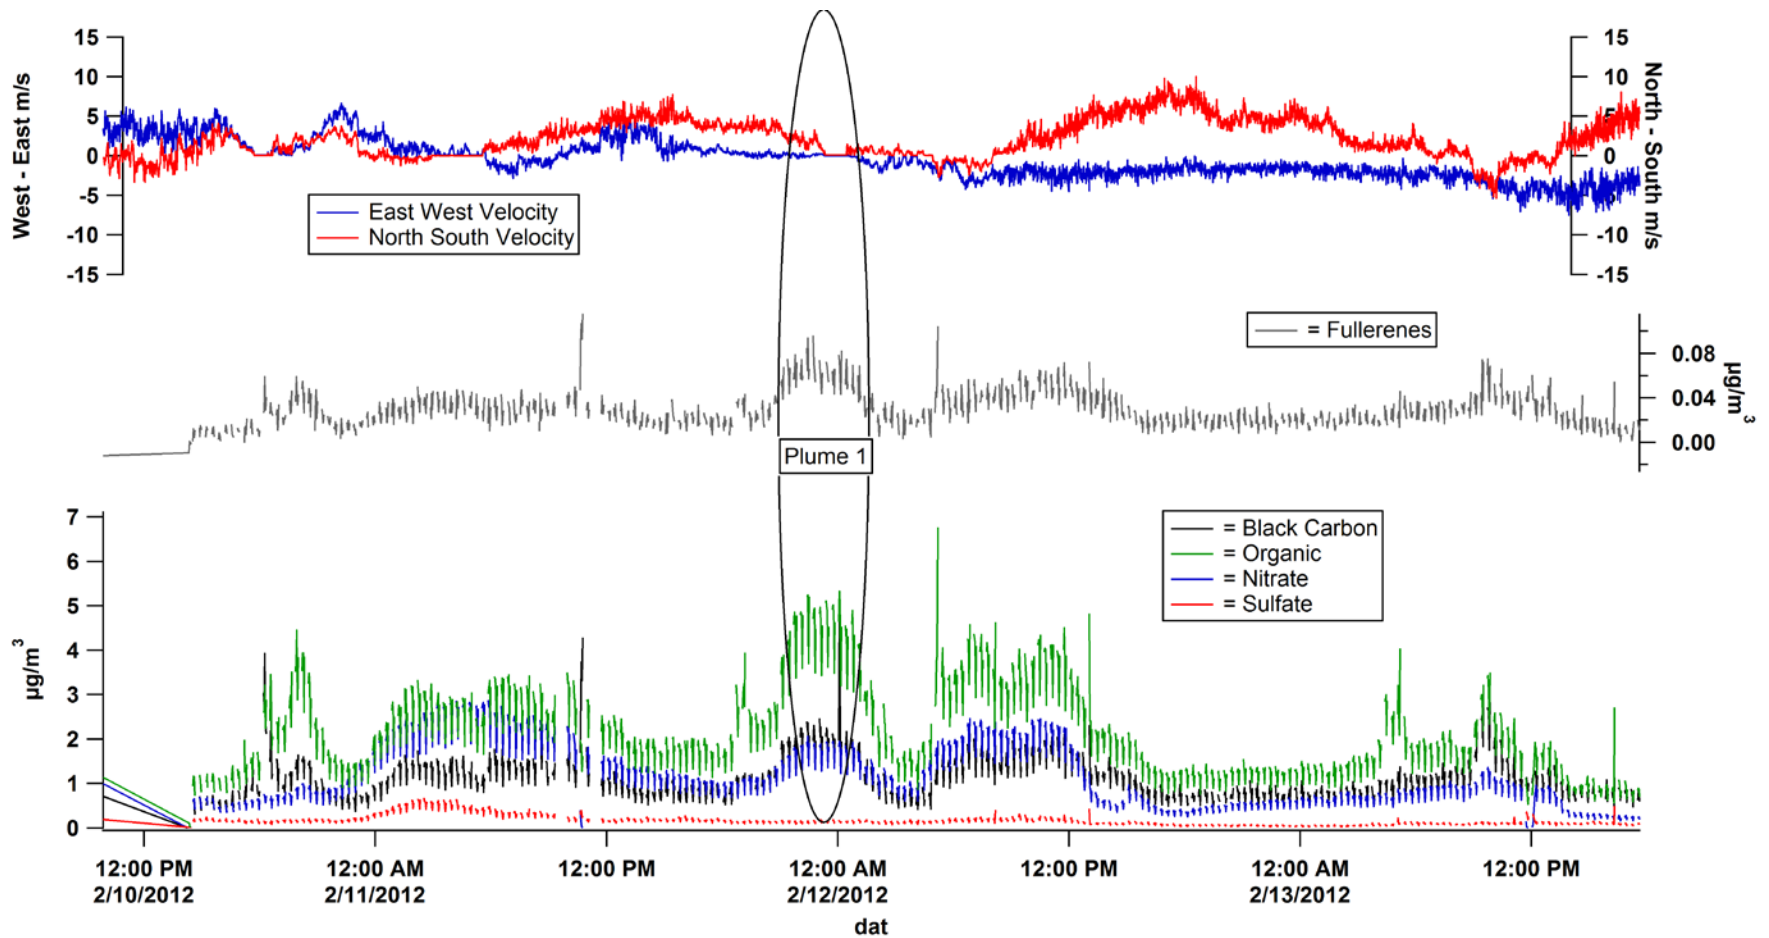 15
10
5
0
-5
-10
-15
West - East m/s
East West Velocity
North South Velocity
15
10
5
0
-10
-15
North - South m/s
= Fullerenes
0.08
0.04
0.00
µg/m³
Plume 1
7
6
5
4
3
2
1
0
µg/m³
= Black Carbon
= Organic
= Nitrate
= Sulfate
12:00 PM
2/10/2012
12:00 AM
2/11/2012
12:00 PM
12:00 AM
2/12/2012
12:00 PM
12:00 AM
2/13/2012
12:00 PM
dat